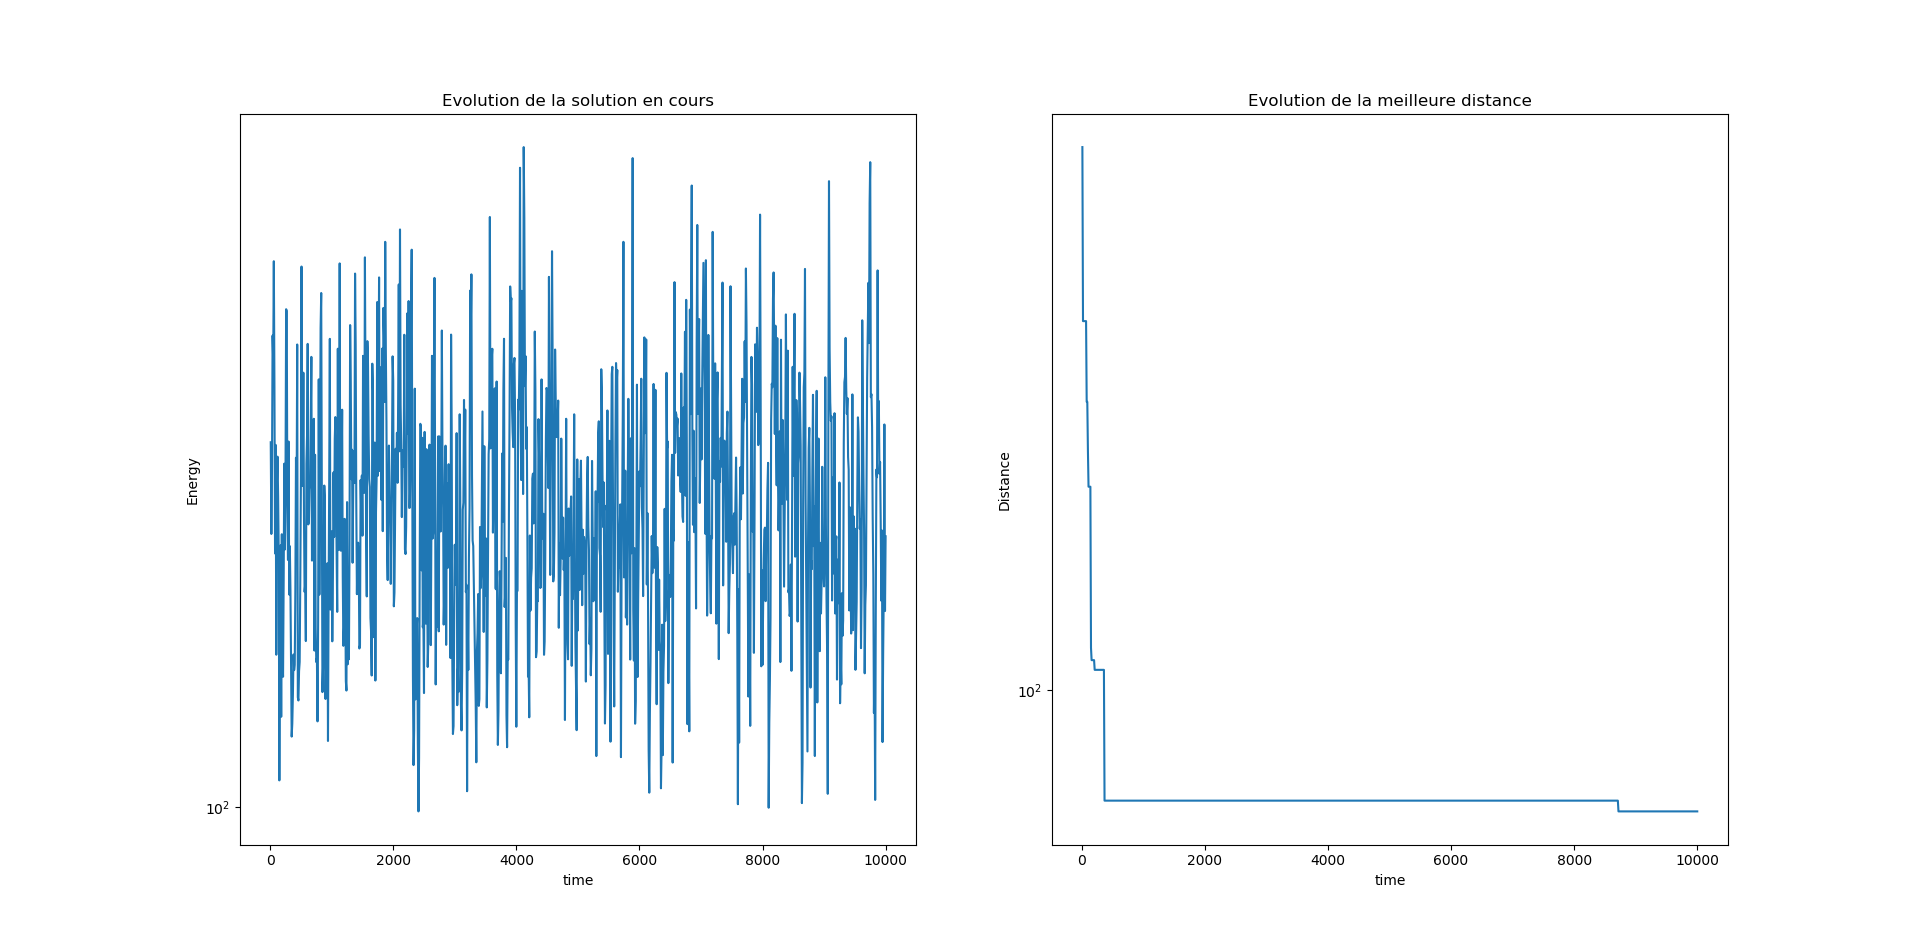 Evolution de la solution en cours
Energy
10²
0 2000 4000 6000 8000 10000
time
Evolution de la meilleure distance
Distance
10²
0 2000 4000 6000 8000 10000
time